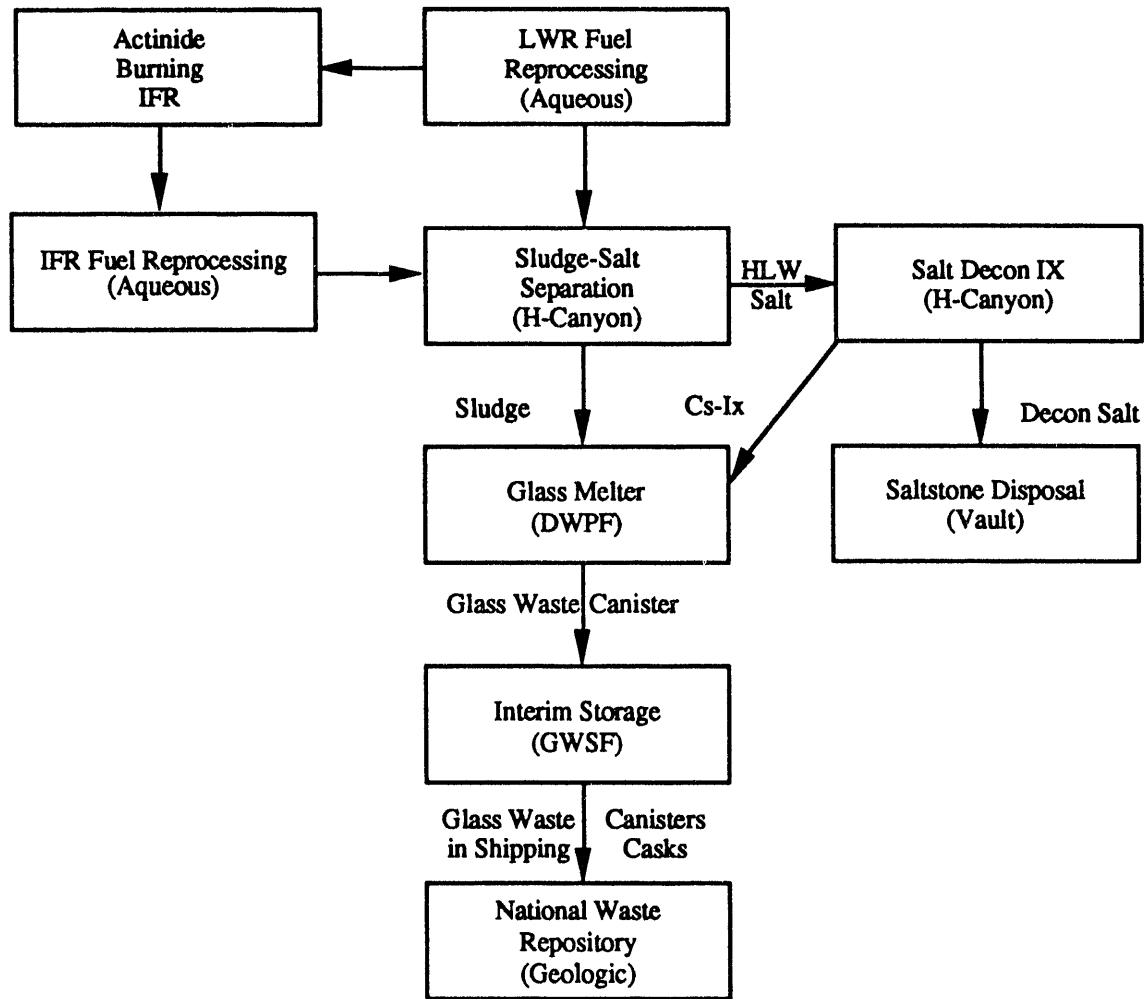 Actinide
Burning
IFR
LWR Fuel
Reprocessing
(Aqueous)
IFR Fuel Reprocessing
(Aqueous)
Sludge-Salt
Separation
(H-Canyon)
HLW
Salt
Salt Decon IX
(H-Canyon)
Sludge
Cs-Ix
Decon Salt
Glass Melter
(DWPF)
Saltstone Disposal
(Vault)
Glass Waste Canister
Interim Storage
(GWSF)
Glass Waste Canisters
in Shipping Casks
National Waste
Repository
(Geologic)